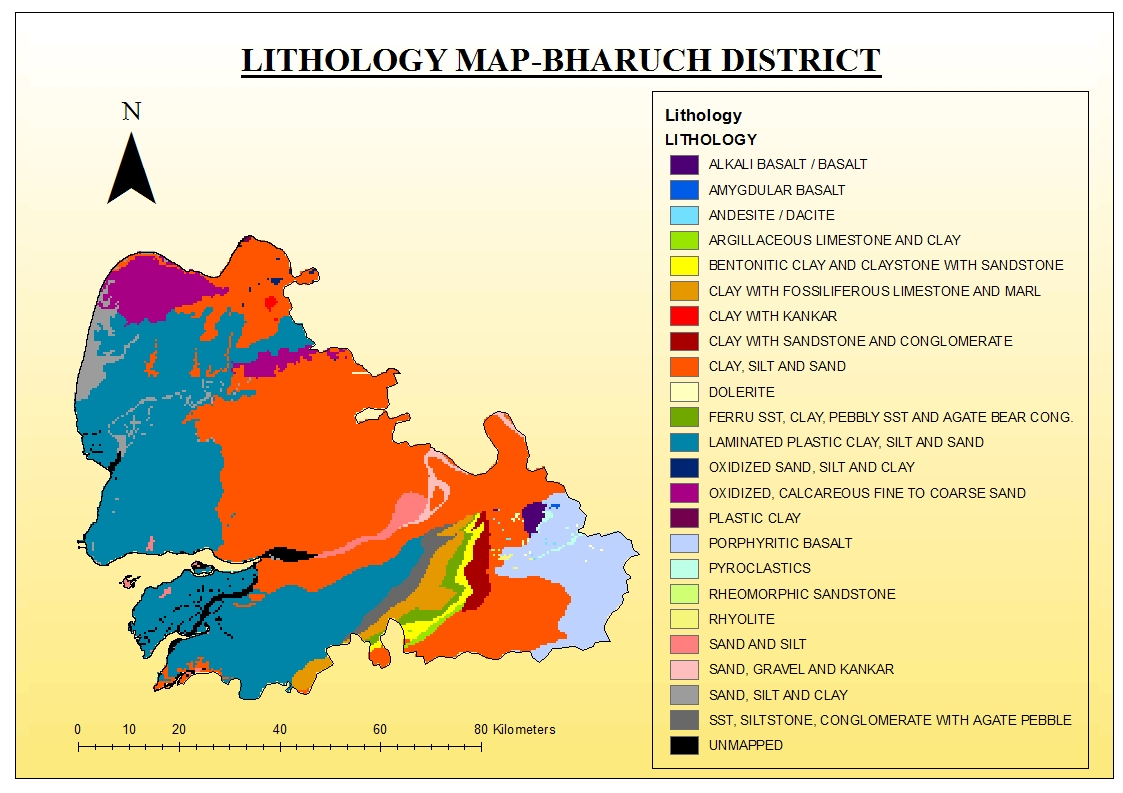 LITHOLOGY MAP-BHARUCH DISTRICT
N
Lithology
LITHOLOGY
ALKALI BASALT / BASALT
AMYGDULAR BASALT
ANDESITE / DACITE
ARGILLACEOUS LIMESTONE AND CLAY
BENTONITIC CLAY AND CLAYSTONE WITH SANDSTONE
CLAY WITH FOSSILIFEROUS LIMESTONE AND MARL
CLAY WITH KANKAR
CLAY WITH SANDSTONE AND CONGLOMERATE
CLAY, SILT AND SAND
DOLERITE
FERRU SST, CLAY, PEBBLY SST AND AGATE BEAR CONG.
LAMINATED PLASTIC CLAY, SILT AND SAND
OXIDIZED SAND, SILT AND CLAY
OXIDIZED, CALCAREOUS FINE TO COARSE SAND
PLASTIC CLAY
PORPHYRITIC BASALT
PYROCLASTICS
RHEOMORPHIC SANDSTONE
RHYOLITE
SAND AND SILT
SAND, GRAVEL AND KANKAR
SAND, SILT AND CLAY
SST, SILTSTONE, CONGLOMERATE WITH AGATE PEBBLE
UNMAPPED
0 10 20 40 60 80 Kilometers